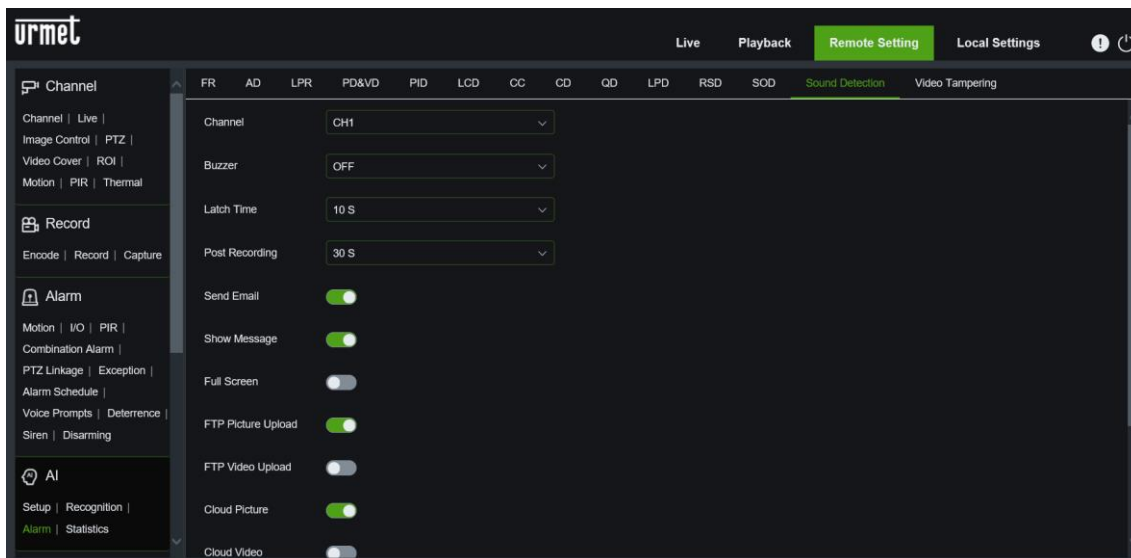 urmet
Live Playback Remote Setting Local Settings
Channel
Channel | Live |
Image Control | PTZ |
Video Cover | ROI |
Motion | PIR | Thermal
Record
Encode | Record | Capture
Alarm
Motion | I/O | PIR |
Combination Alarm |
PTZ Linkage | Exception |
Alarm Schedule |
Voice Prompts | Deterrence |
Siren | Disarming
AI
Setup | Recognition |
Alarm | Statistics
FR AD LPR PD&VD PID LCD CC CD QD LPD RSD SOD Sound Detection Video Tampering
Channel CH1
Buzzer OFF
Latch Time 10 S
Post Recording 30 S
Send Email
Show Message
Full Screen
FTP Picture Upload
FTP Video Upload
Cloud Picture
Cloud Video